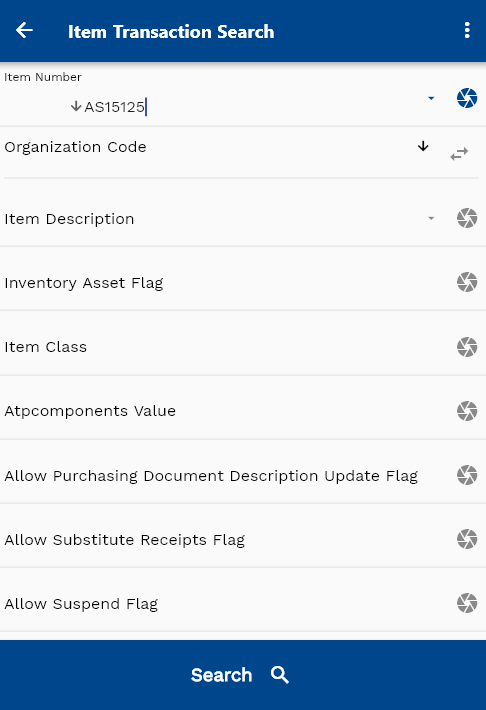 Item Transaction Search
Item Number
AS15125
Organization Code
Item Description
Inventory Asset Flag
Item Class
Atpcomponents Value
Allow Purchasing Document Description Update Flag
Allow Substitute Receipts Flag
Allow Suspend Flag
Search